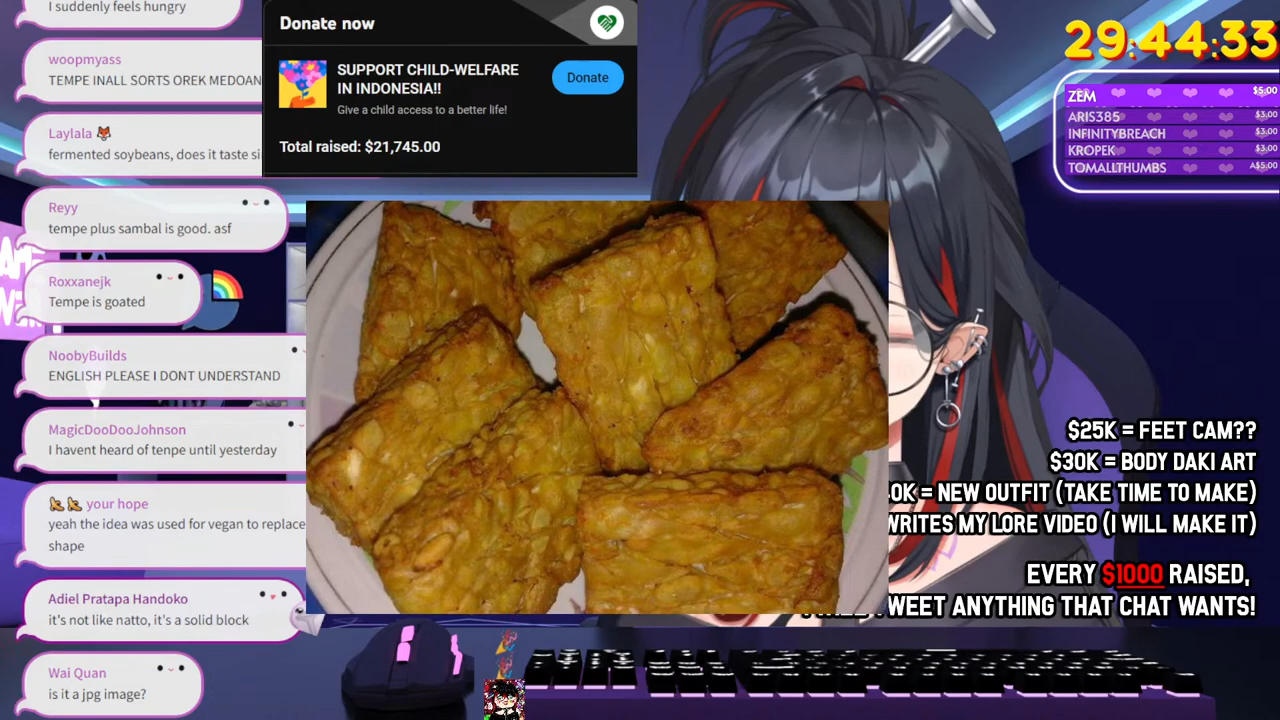 I suddenly feels hungry
woopmyass
TEMPE INALL SORTS OREK MEDOAN
Laylala
fermented soybeans, does it taste si
Reyy
tempe plus sambal is good. asf
Roxxanejk
Tempe is goated
NoobyBuilds
ENGLISH PLEASE I DONT UNDERSTAND
MagicDooDooJohnson
I havent heard of tenpe until yesterday
your hope
yeah the idea was used for vegan to replace
shape
Adiel Pratapa Handoko
it's not like natto, it's a solid block
Wai Quan
is it a jpg image?
Donate now
SUPPORT CHILD-WELFARE
IN INDONESIA!!
Donate
Give a child access to a better life!
Total raised: $21,745.00
29:44:33
ZEM $5.00
ARIS385 $3.00
INFINITYBREACH $3.00
KROPEK $3.00
TOMALLTHUMBS A$5.00
$25K = FEET CAM??
$30K = BODY DAKI ART
0K = NEW OUTFIT (TAKE TIME TO MAKE)
WRITES MY LORE VIDEO (I WILL MAKE IT)
EVERY $1000 RAISED,
WEET ANYTHING THAT CHAT WANTS!